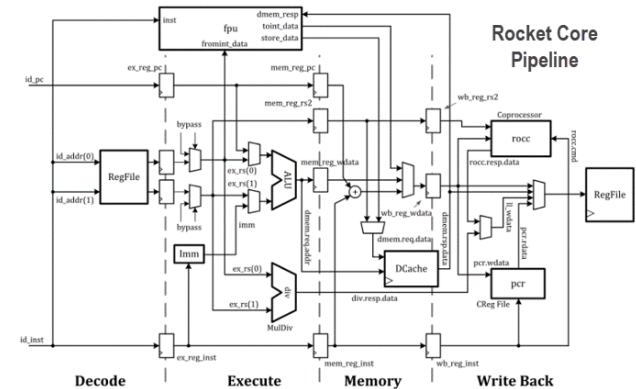 Rocket Core
Pipeline
inst
fpu
fromint_data
dmem_resp
toint_data
store_data
id_pc
ex_reg_pc
mem_reg_pc
mem_reg_rs2
wb_reg_rs2
Coprocessor
rocc
rocc.cmd
rocc.resp.data
bypass
id_addr(0)
id_addr(1)
RegFile
bypass
ex_rs(0)
ex_rs(1)
ALU
imm
Imm
mem_reg_wdata
wb_reg_wdata
dmem.req.addr
dmem.req.data
DCache
dmem.rsp.data
ll_wdata
pcr.rdata
RegFile
pcr.wdata
pcr
CReg File
ex_rs(0)
ex_rs(1)
div
MulDiv
div.resp.data
id_inst
ex_reg_inst
mem_reg_inst
wb_reg_inst
Decode
Execute
Memory
Write Back